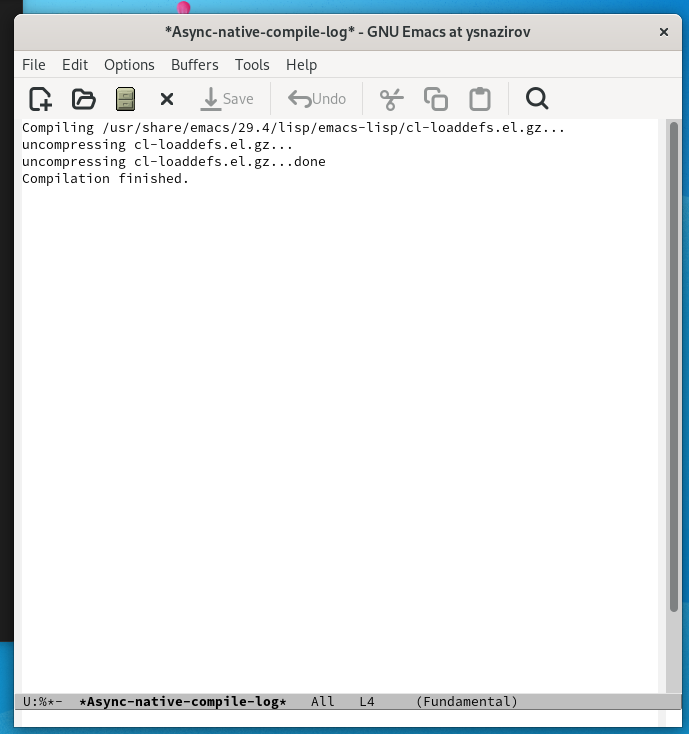 *Async-native-compile-log* - GNU Emacs at ysnazirov
File Edit Options Buffers Tools Help
Save Undo
Compiling /usr/share/emacs/29.4/lisp/emacs-lisp/cl-loaddefs.el.gz...
uncompressing cl-loaddefs.el.gz...
uncompressing cl-loaddefs.el.gz...done
Compilation finished.
U:%*- *Async-native-compile-log* All L4 (Fundamental)